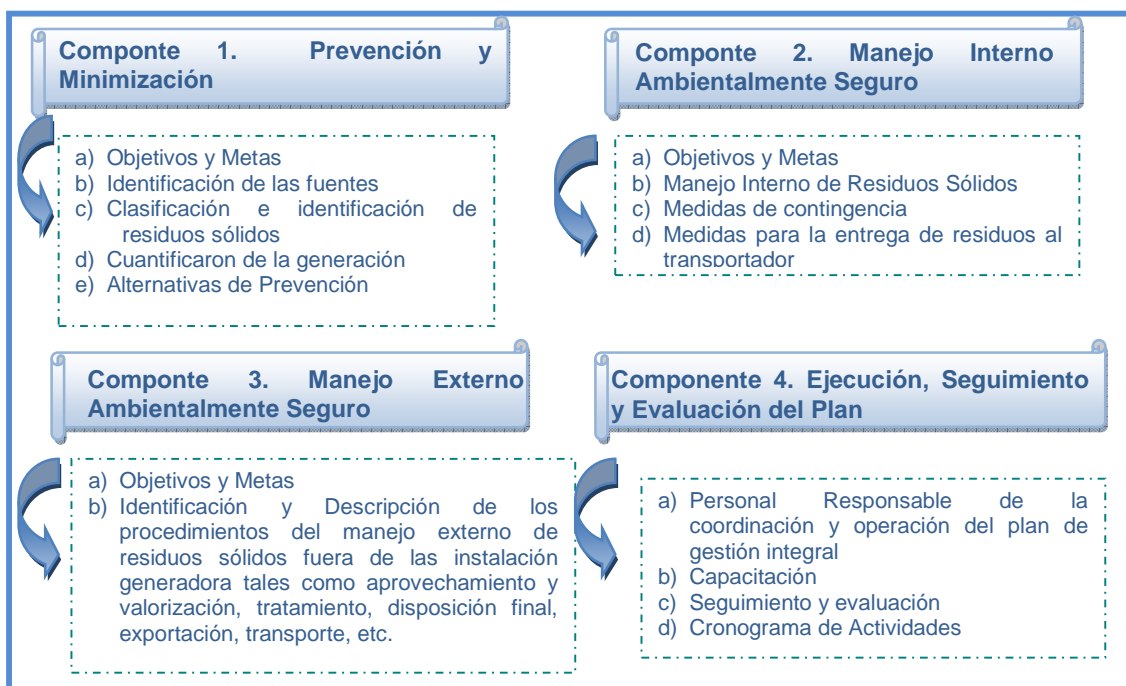 Componte 1. Prevención y
Minimización
a) Objetivos y Metas
b) Identificación de las fuentes
c) Clasificación e identificación de
residuos sólidos
d) Cuantificaron de la generación
e) Alternativas de Prevención
Componte 2. Manejo Interno
Ambientalmente Seguro
a) Objetivos y Metas
b) Manejo Interno de Residuos Sólidos
c) Medidas de contingencia
d) Medidas para la entrega de residuos al
transportador
Componte 3. Manejo Externo
Ambientalmente Seguro
a) Objetivos y Metas
b) Identificación y Descripción de los
procedimientos del manejo externo de
residuos sólidos fuera de las instalación
generadora tales como aprovechamiento y
valorización, tratamiento, disposición final,
exportación, transporte, etc.
Componente 4. Ejecución, Seguimiento
y Evaluación del Plan
a) Personal Responsable de la
coordinación y operación del plan de
gestión integral
b) Capacitación
c) Seguimiento y evaluación
d) Cronograma de Actividades